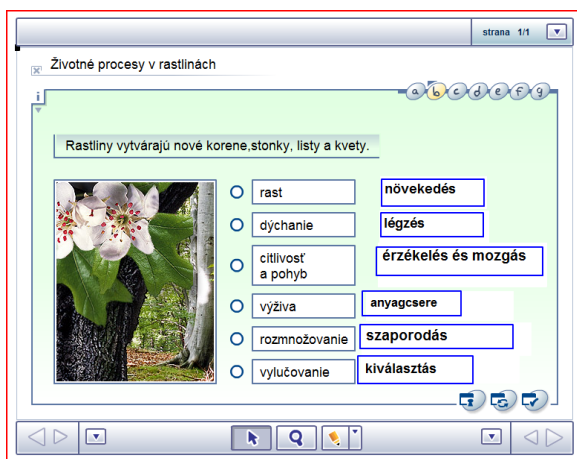 strana 1/1
Životné procesy v rastlinách
a b c d e f g
i
Rastliny vytvárajú nové korene,stonky, listy a kvety.
rast
növekedés
dýchanie
légzés
citlivosť
a pohyb
érzékelés és mozgás
výživa
anyagcsere
rozmnožovanie
szaporodás
vylučovanie
kiválasztás